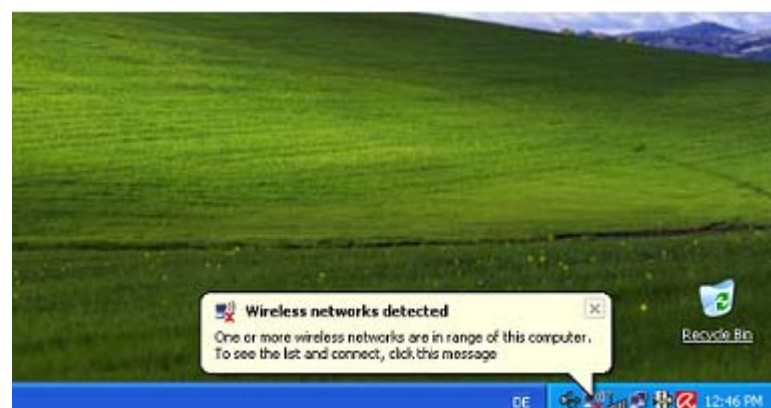 Wireless networks detected
One or more wireless networks are in range of this computer.
To see the list and connect, click this message
Recycle Bin
DE
12:46 PM